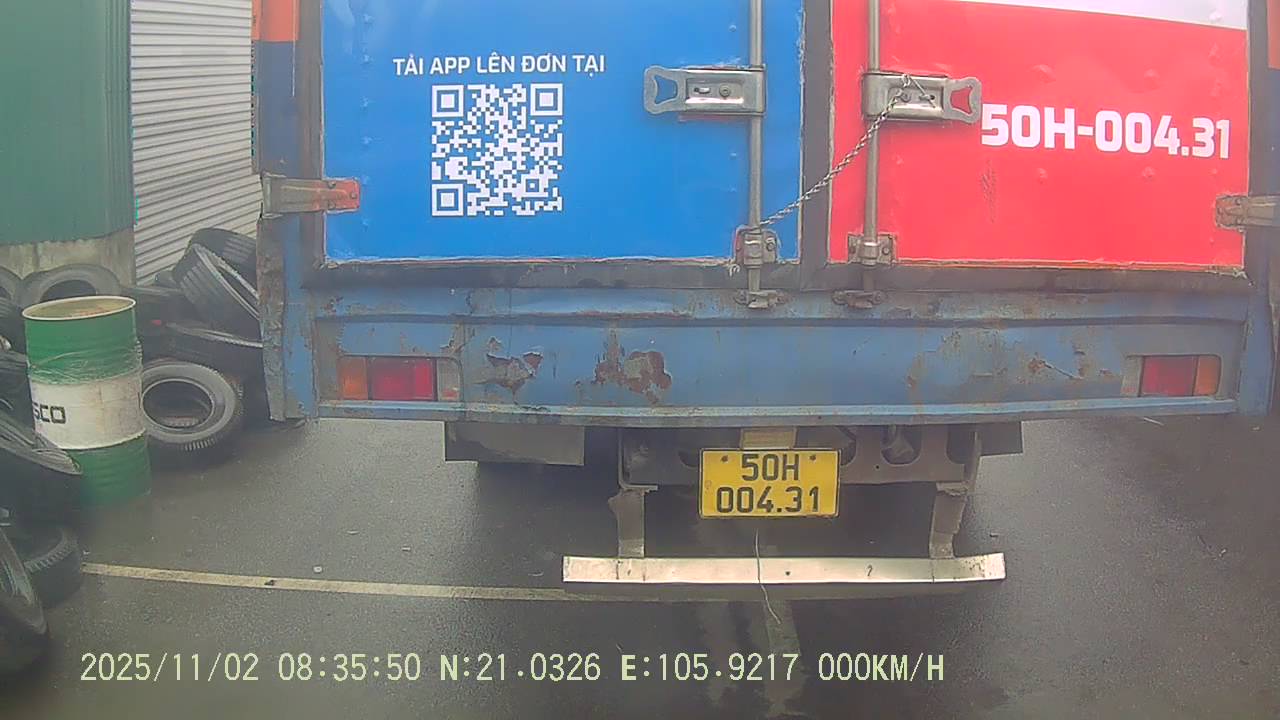 TẢI APP LÊN ĐƠN TẠI
50H-004.31
SCO
50H
004.31
2025/11/02 08:35:50 N:21.0326 E:105.9217 000KM/H